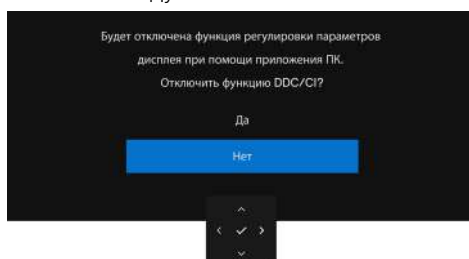 Будет отключена функция регулировки параметров
дисплея при помощи приложения ПК.
Отключить функцию DDC/CI?
Да
Нет